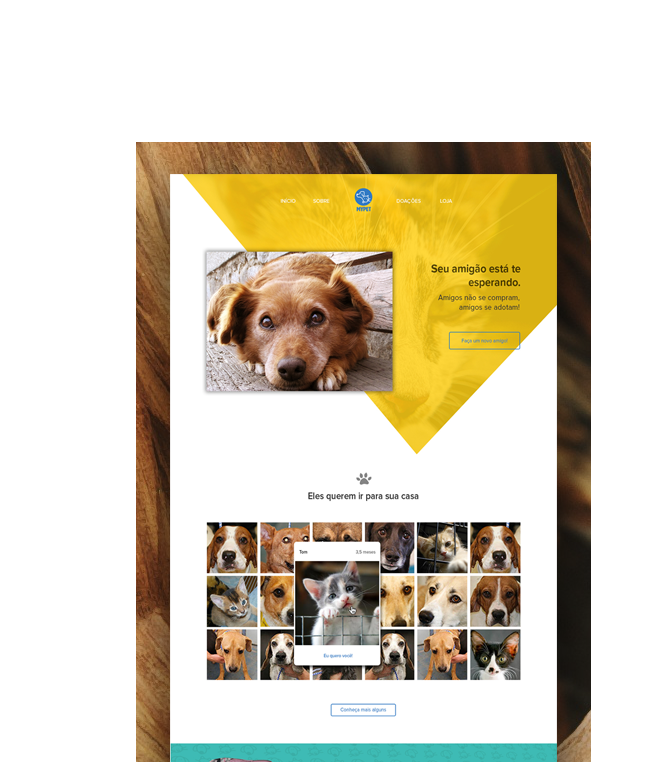 INÍCIO SOBRE MYPET DOAÇÕES LOJA
Seu amigão está te
esperando.
Amigos não se compram,
amigos se adotam!
Faça um novo amigo!
Eles querem ir para sua casa
Tom 2,5 meses
Eu quero você!
Conheça mais alguns